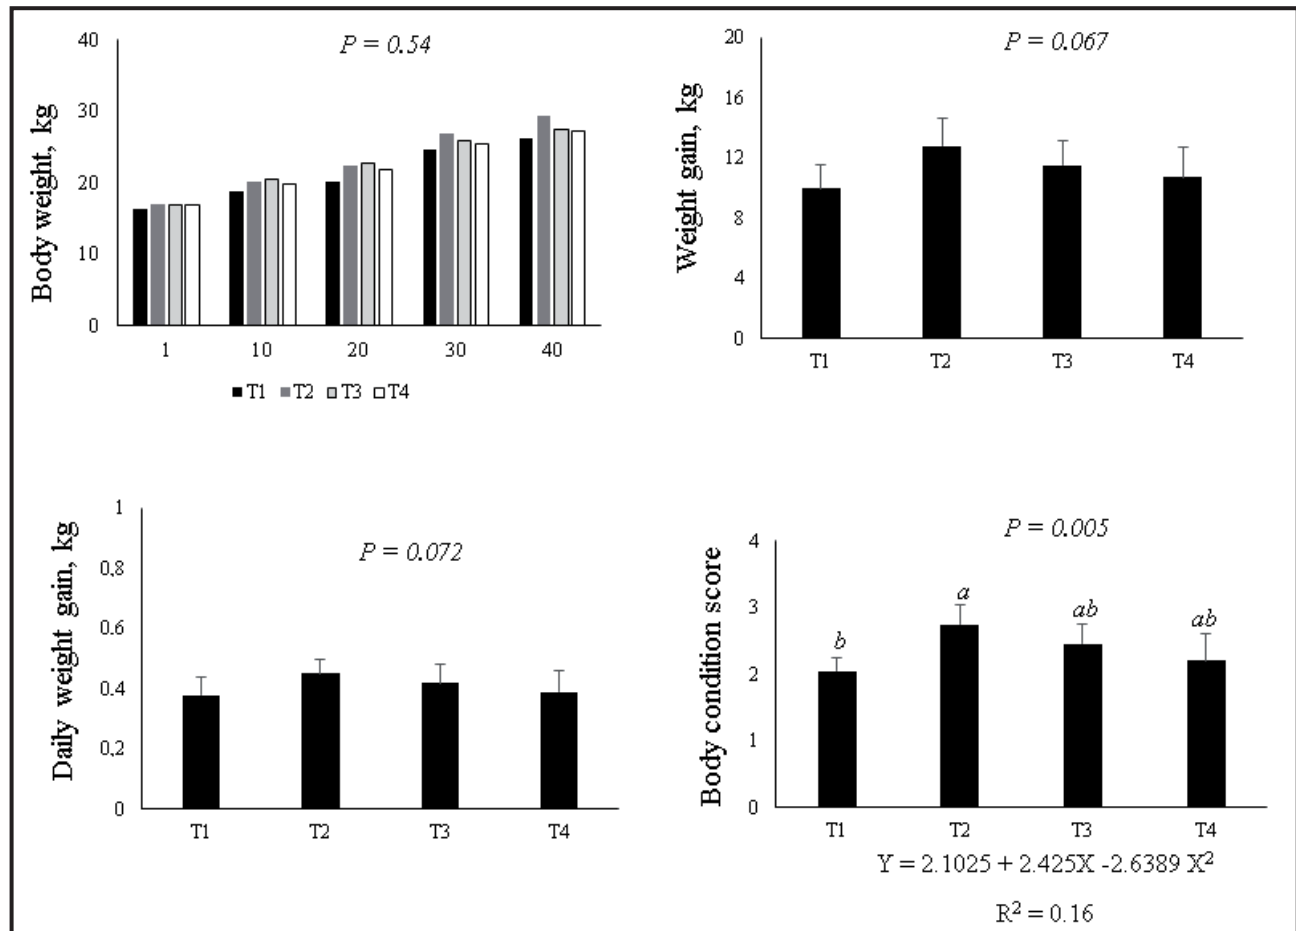 P = 0.54
Body weight, kg
40
30
20
10
0
1 10 20 30 40
T1 T2 T3 T4
P = 0.067
Weight gain, kg
20
16
12
8
4
0
T1 T2 T3 T4
P = 0.072
Daily weight gain, kg
1
0,8
0,6
0,4
0,2
0
T1 T2 T3 T4
P = 0.005
Body condition score
4
3
2
1
0
b a ab ab
T1 T2 T3 T4
Y = 2.1025 + 2.425X -2.6389 X²
R² = 0.16